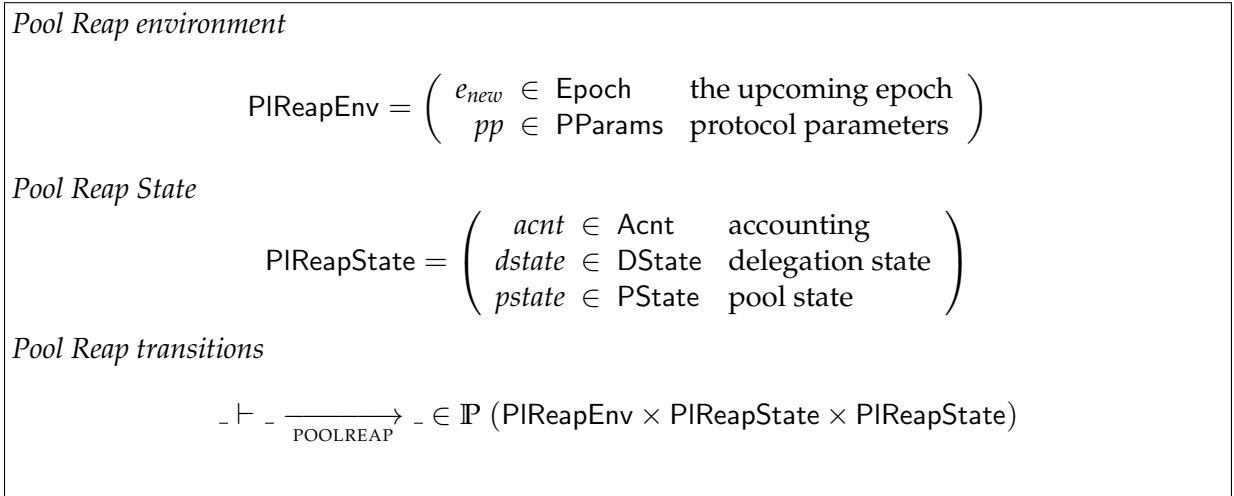 Pool Reap environment
PlReapEnv = ( e_new ∈ Epoch the upcoming epoch
pp ∈ PParams protocol parameters )
Pool Reap State
PlReapState = ( acnt ∈ Acnt accounting
dstate ∈ DState delegation state
pstate ∈ PState pool state )
Pool Reap transitions
_ ⊢ _ →_POOLREAP _ ∈ ℙ (PlReapEnv × PlReapState × PlReapState)